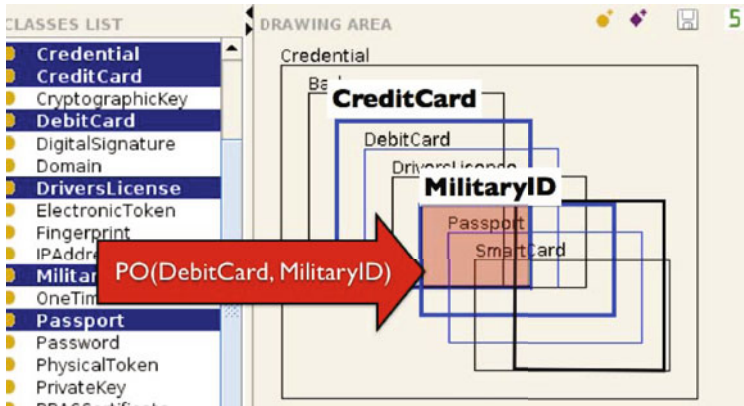 CLASSES LIST
Credential
CreditCard
CryptographicKey
DebitCard
DigitalSignature
Domain
DriversLicense
ElectronicToken
Fingerprint
Passport
Password
PhysicalToken
PrivateKey
DRAWING AREA
5
Credential
CreditCard
DebitCard
DriversLicense
MilitaryID
Passport
SmartCard
PO(DebitCard, MilitaryID)